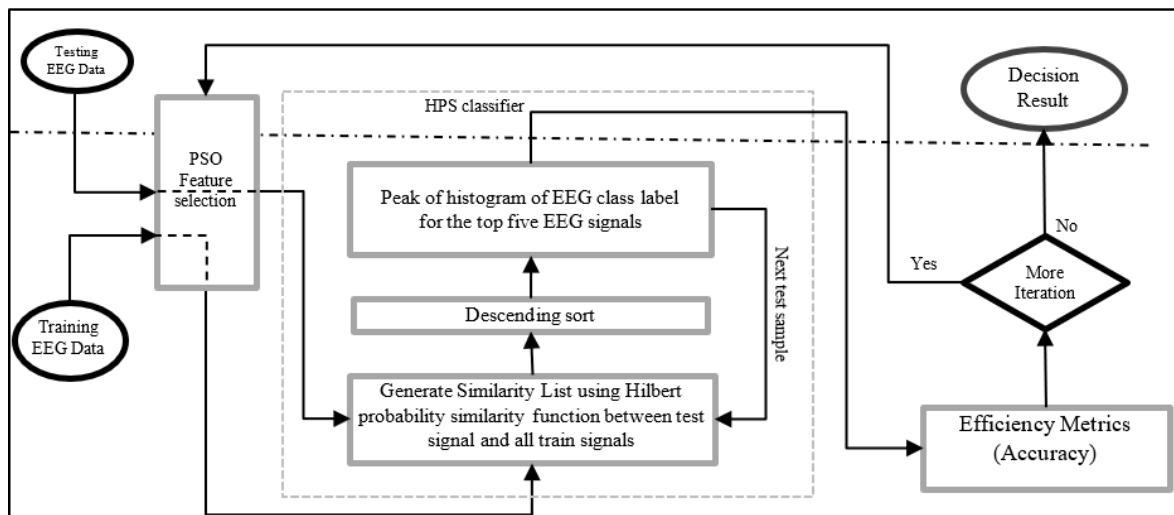 Testing
EEG Data
PSO
Feature
selection
Training
EEG Data
HPS classifier
Peak of histogram of EEG class label
for the top five EEG signals
Descending sort
Generate Similarity List using Hilbert
probability similarity function between test
signal and all train signals
Next test sample
Decision
Result
No
Yes
More
Iteration
Efficiency Metrics
(Accuracy)